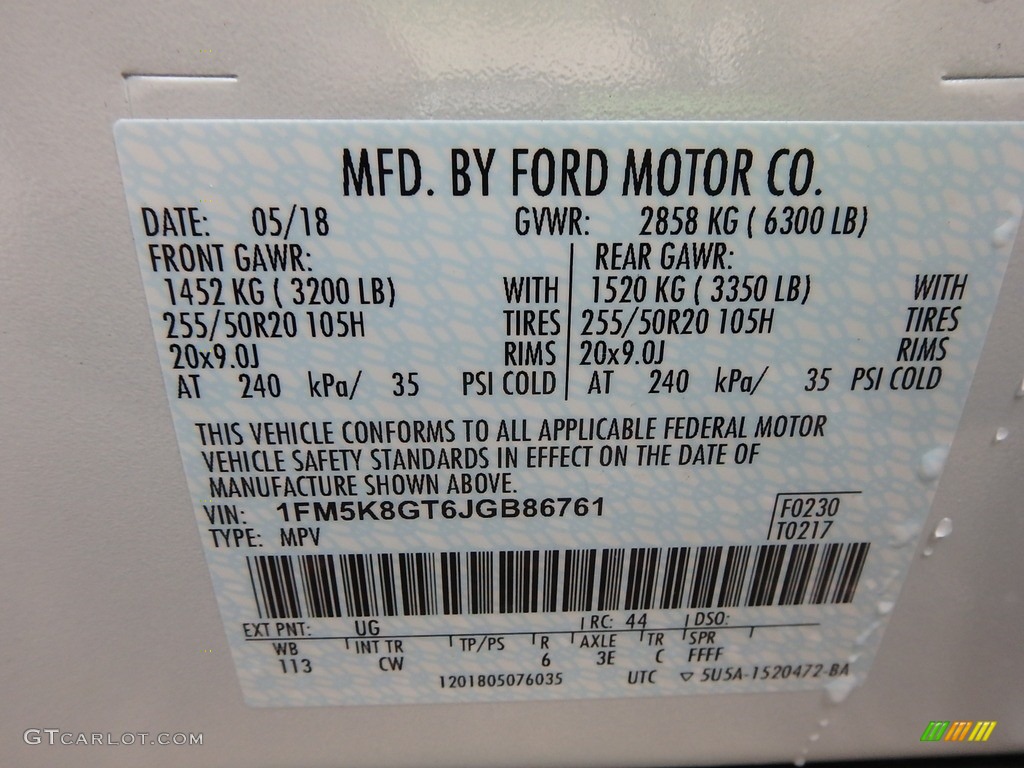 MFD. BY FORD MOTOR CO.
DATE: 05/18 GVWR: 2858 KG ( 6300 LB)
FRONT GAWR: REAR GAWR:
1452 KG ( 3200 LB) WITH 1520 KG ( 3350 LB) WITH
255/50R20 105H TIRES 255/50R20 105H TIRES
20x9.0J RIMS 20x9.0J RIMS
AT 240 kPa/ 35 PSI COLD AT 240 kPa/ 35 PSI COLD
THIS VEHICLE CONFORMS TO ALL APPLICABLE FEDERAL MOTOR
VEHICLE SAFETY STANDARDS IN EFFECT ON THE DATE OF
MANUFACTURE SHOWN ABOVE.
VIN: 1FM5K8GT6JGB86761 F0230
TYPE: MPV T0217
EXT PNT: UG RC: 44 DSO:
WB INT TR TP/PS R AXLE TR SPR
113 CW 6 3E C FFFF
1201805076035 UTC ▽ 5U5A-1520472-BA
GTCARLOT.COM